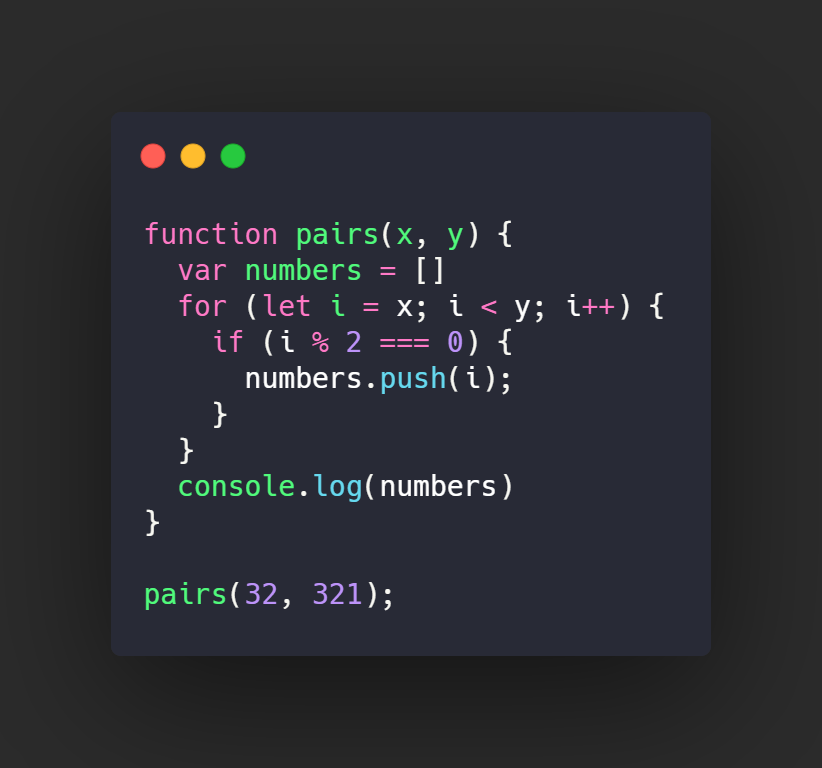 function pairs(x, y) {
  var numbers = []
  for (let i = x; i < y; i++) {
    if (i % 2 === 0) {
      numbers.push(i);
    }
  }
  console.log(numbers)
}

pairs(32, 321);